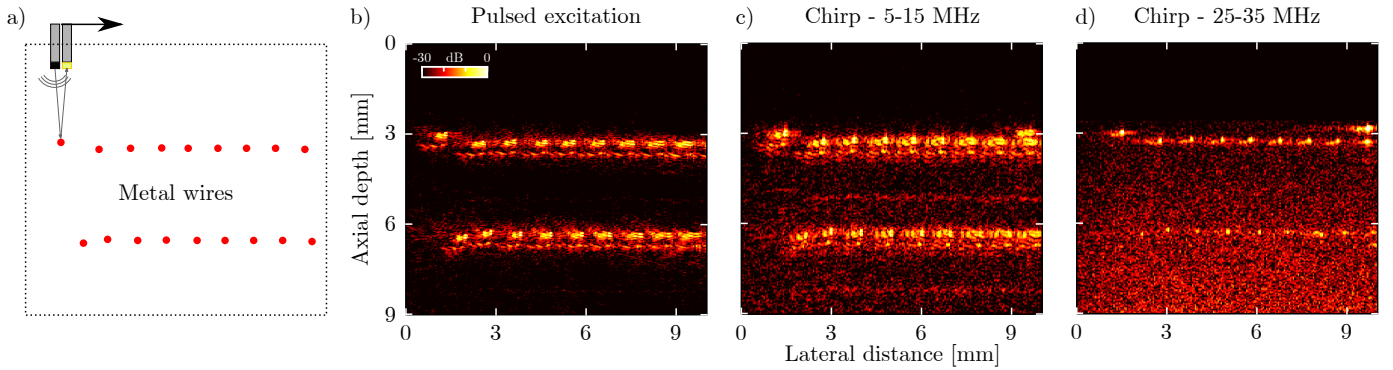 a)
Metal wires
b)
Pulsed excitation
-30 dB 0
Axial depth [mm]
0
3
6
9
0 3 6 9
c)
Chirp - 5-15 MHz
0 3 6 9
Lateral distance [mm]
d)
Chirp - 25-35 MHz
0 3 6 9